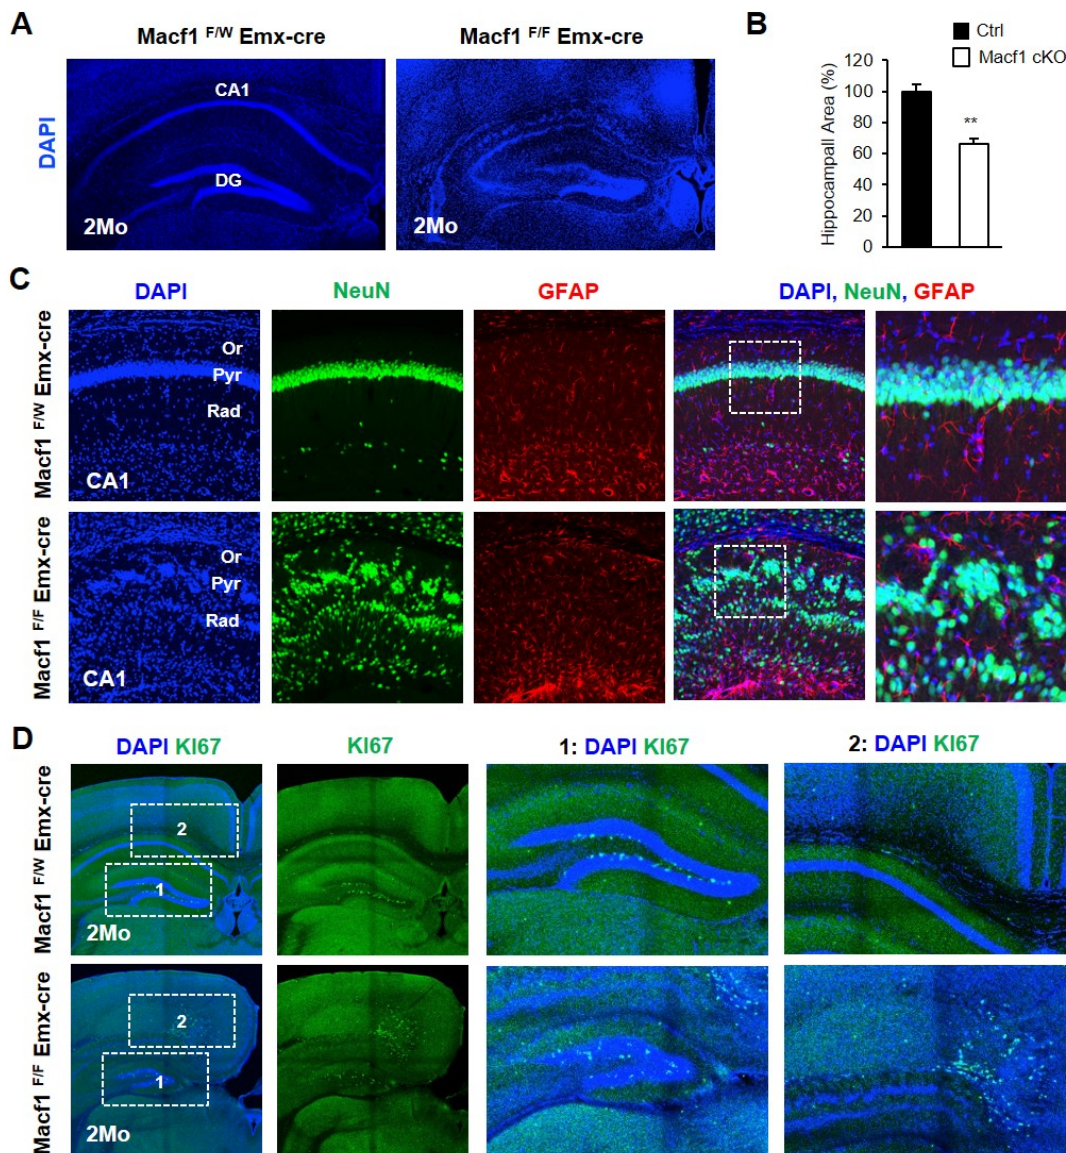 A
Macf1 F/W Emx-cre
Macf1 F/F Emx-cre
DAPI
CA1
DG
2Mo
2Mo
B
Ctrl
Macf1 cKO
Hippocampall Area (%)
120
100
80
60
40
20
0
**
C
DAPI
NeuN
GFAP
DAPI, NeuN, GFAP
Macf1 F/W Emx-cre
Or
Pyr
Rad
CA1
Macf1 F/F Emx-cre
Or
Pyr
Rad
CA1
D
DAPI KI67
KI67
1: DAPI KI67
2: DAPI KI67
Macf1 F/W Emx-cre
2
1
2Mo
Macf1 F/F Emx-cre
2
1
2Mo